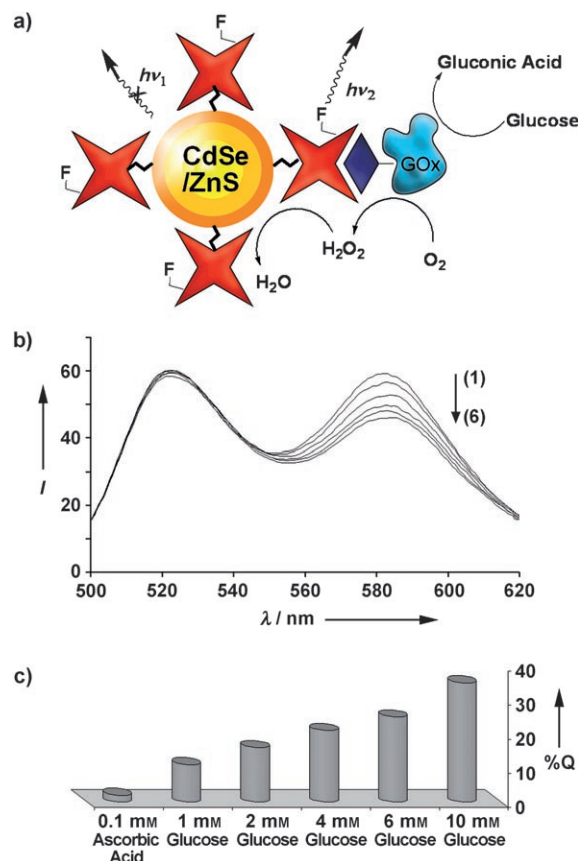 a)
F
hν1
hν2
F
Gluconic Acid
Glucose
F
CdSe
/ZnS
GOx
F
H2O
H2O2
O2
b)
60
40
20
0
I
(1)
(6)
500 520 540 560 580 600 620
λ / nm
c)
40
30
20
10
0
%Q
0.1 mM 1 mM 2 mM 4 mM 6 mM 10 mM
Ascorbic Glucose Glucose Glucose Glucose Glucose
Acid